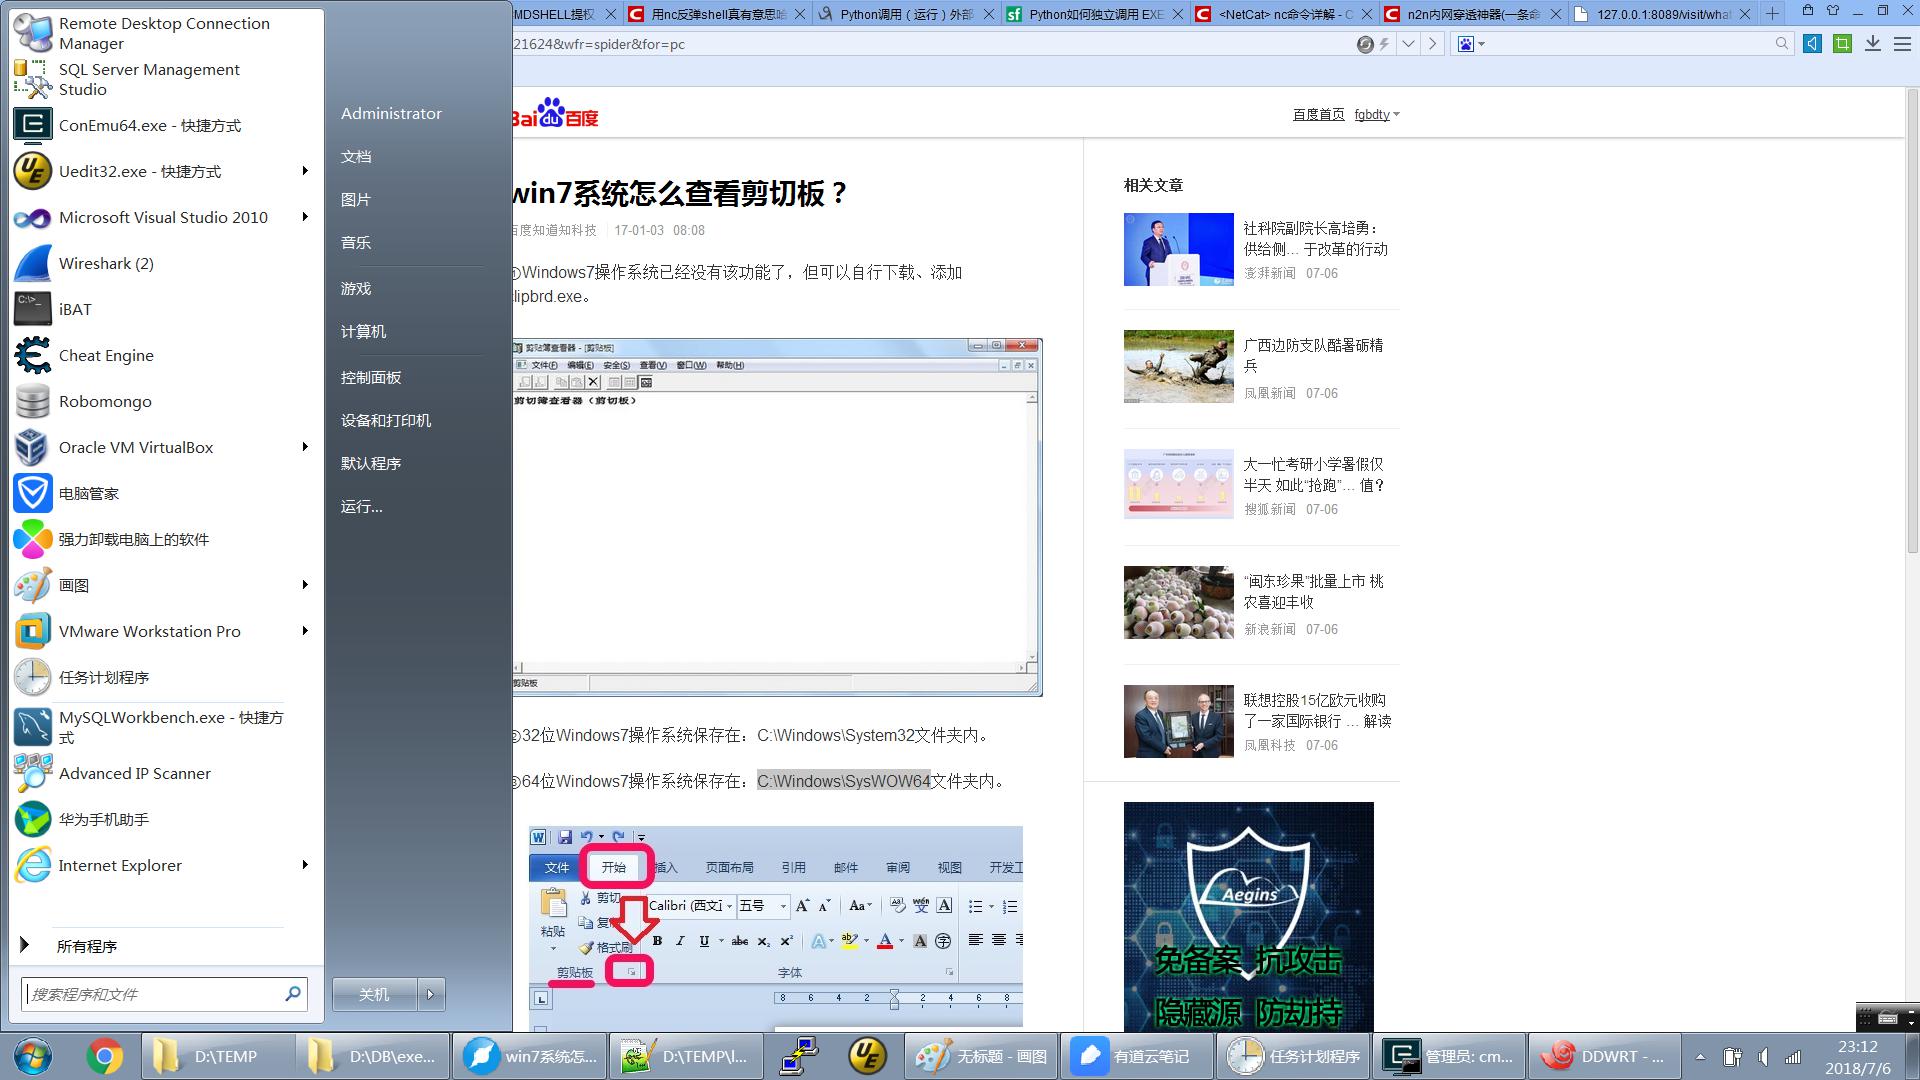 Remote Desktop Connection
Manager
SQL Server Management
Studio
ConEmu64.exe - 快捷方式
Uedit32.exe - 快捷方式
Microsoft Visual Studio 2010
Wireshark (2)
iBAT
Cheat Engine
Robomongo
Oracle VM VirtualBox
电脑管家
强力卸载电脑上的软件
画图
VMware Workstation Pro
任务计划程序
MySQLWorkbench.exe - 快捷方
式
Advanced IP Scanner
华为手机助手
Internet Explorer
所有程序
搜索程序和文件
Administrator
文档
图片
音乐
游戏
计算机
控制面板
设备和打印机
默认程序
运行...
关机
MDSHELL提权
用nc反弹shell真有意思哈
Python调用（运行）外部
Python如何独立调用 EXE
<NetCat> nc命令详解 - C
n2n内网穿透神器(一条命
127.0.0.1:8089/visit/what
21624&wfr=spider&for=pc
Bai du 百度
百度首页
fgbdty
win7系统怎么查看剪切板？
百度知道知科技 17-01-03 08:08
Windows7操作系统已经没有该功能了，但可以自行下载、添加
clipbrd.exe。
剪贴簿查看器 - [剪贴板]
文件(F) 编辑(E) 安全(S) 查看(V) 窗口(W) 帮助(H)
剪切簿查看器（剪切板）
剪贴板
②32位Windows7操作系统保存在：C:\Windows\System32文件夹内。
③64位Windows7操作系统保存在：C:\Windows\SysWOW64文件夹内。
文件 开始 插入 页面布局 引用 邮件 审阅 视图 开发工
粘贴
剪切
复
格式刷
Calibri (西文正 五号
剪贴板
字体
8 6 4 2 2 4 6 8
相关文章
社科院副院长高培勇：
供给侧... 于改革的行动
澎湃新闻 07-06
广西边防支队酷暑砺精
兵
凤凰新闻 07-06
大一忙考研小学暑假仅
半天 如此“抢跑”... 值？
搜狐新闻 07-06
“闽东珍果”批量上市 桃
农喜迎丰收
新浪新闻 07-06
联想控股15亿欧元收购
了一家国际银行 ... 解读
凤凰科技 07-06
Aegins
免备案 抗攻击
隐藏源 防劫持
D:\TEMP
D:\DB\exe...
win7系统怎...
D:\TEMP\I...
无标题 - 画图
有道云笔记
任务计划程序
管理员: cm...
DDWRT - ...
23:12
2018/7/6